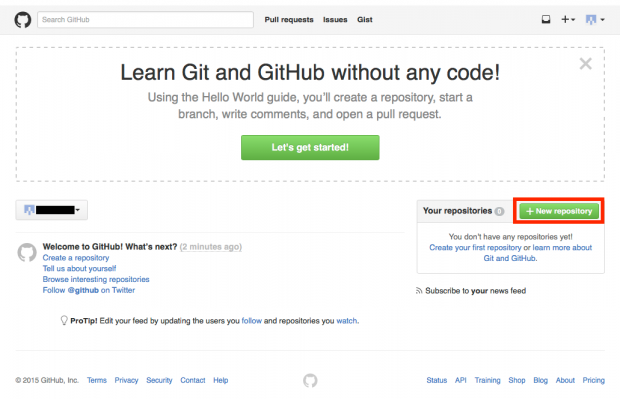 Search GitHub
Pull requests Issues Gist
Learn Git and GitHub without any code!
Using the Hello World guide, you'll create a repository, start a
branch, write comments, and open a pull request.
Let's get started!
Your repositories 0
+ New repository
You don't have any repositories yet!
Create your first repository or learn more about
Git and GitHub.
Subscribe to your news feed
Welcome to GitHub! What's next? (2 minutes ago)
Create a repository
Tell us about yourself
Browse interesting repositories
Follow @github on Twitter
ProTip! Edit your feed by updating the users you follow and repositories you watch.
© 2015 GitHub, Inc. Terms Privacy Security Contact Help
Status API Training Shop Blog About Pricing